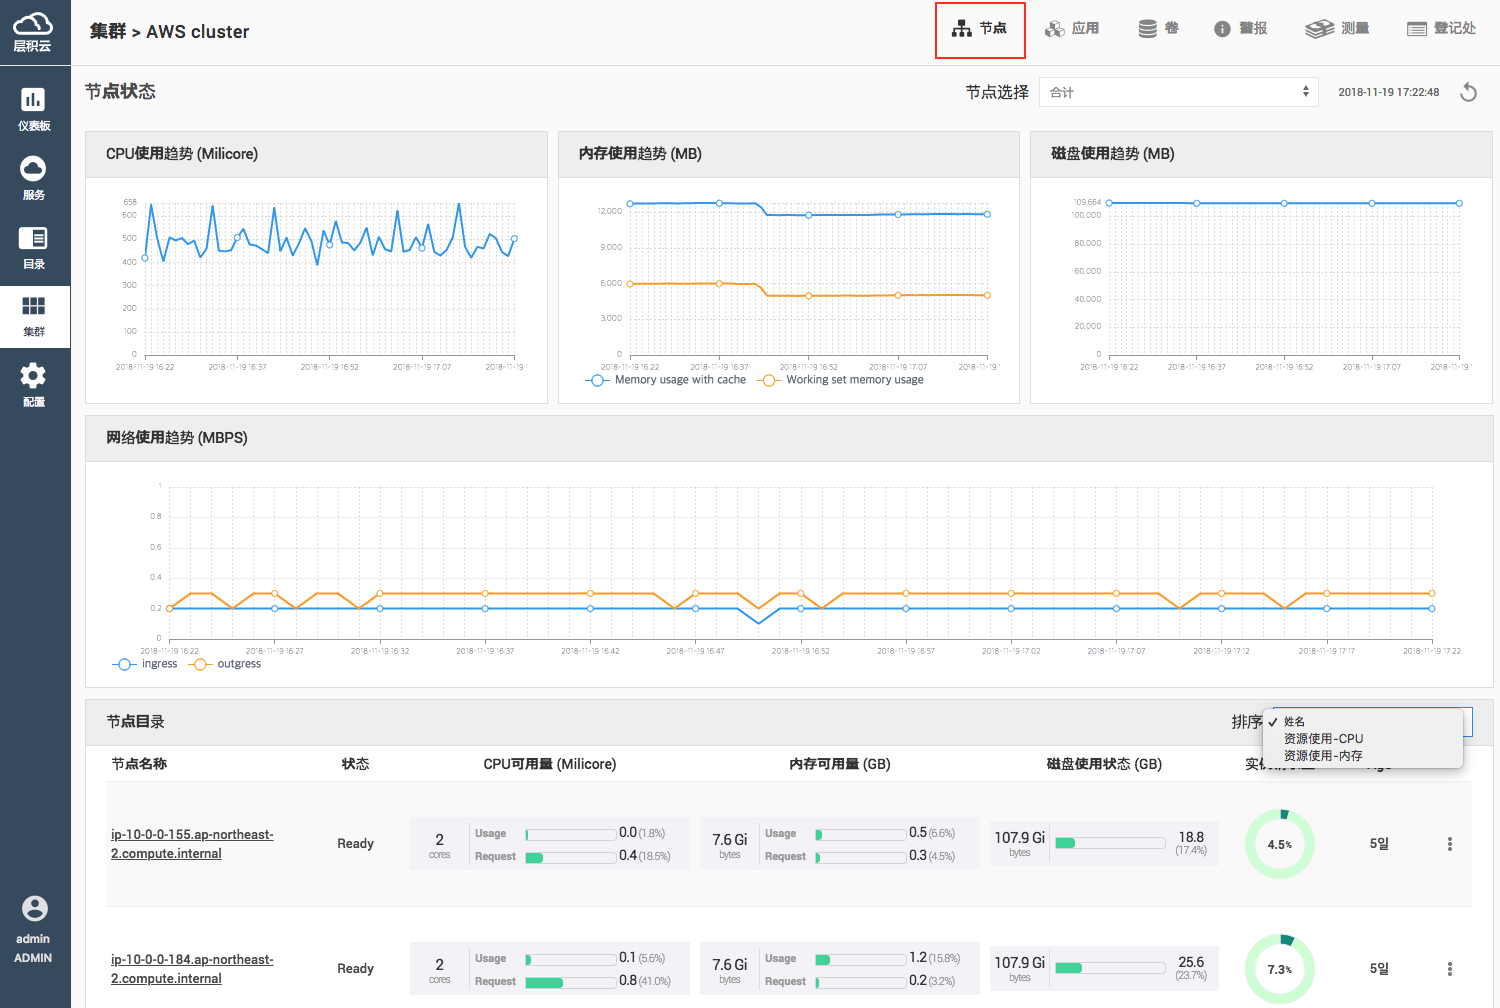 层积云
集群 > AWS cluster
节点
应用
卷
警报
测量
登记处
仪表板
服务
目录
集群
配置
admin
ADMIN
节点状态
节点选择
合计
2018-11-19 17:22:48
CPU使用趋势 (Milicore)
658
600
500
400
300
200
100
0
2018-11-19 16:22
2018-11-19 16:37
2018-11-19 16:52
2018-11-19 17:07
2018-11-19
内存使用趋势 (MB)
12,000
9,000
6,000
3,000
0
2018-11-19 16:22
2018-11-19 16:37
2018-11-19 16:52
2018-11-19 17:07
2018-11-19
Memory usage with cache
Working set memory usage
磁盘使用趋势 (MB)
109,664
100,000
80,000
60,000
40,000
20,000
0
2018-11-19 16:22
2018-11-19 16:37
2018-11-19 16:52
2018-11-19 17:07
2018-11-19
网络使用趋势 (MBPS)
1
0.8
0.6
0.4
0.2
0
2018-11-19 16:22
2018-11-19 16:27
2018-11-19 16:32
2018-11-19 16:37
2018-11-19 16:42
2018-11-19 16:47
2018-11-19 16:52
2018-11-19 16:57
2018-11-19 17:02
2018-11-19 17:07
2018-11-19 17:12
2018-11-19 17:17
2018-11-19 17:22
ingress
outgress
节点目录
排序
✓ 姓名
资源使用-CPU
资源使用-内存
节点名称
状态
CPU可用量 (Milicore)
内存可用量 (GB)
磁盘使用状态 (GB)
ip-10-0-0-155.ap-northeast-
2.compute.internal
Ready
2
cores
Usage
0.0 (1.8%)
Request
0.4 (18.5%)
7.6 Gi
bytes
Usage
0.5 (6.6%)
Request
0.3 (4.5%)
107.9 Gi
bytes
18.8
(17.4%)
4.5%
5일
ip-10-0-0-184.ap-northeast-
2.compute.internal
Ready
2
cores
Usage
0.1 (5.6%)
Request
0.8 (41.0%)
7.6 Gi
bytes
Usage
1.2 (15.8%)
Request
0.2 (3.2%)
107.9 Gi
bytes
25.6
(23.7%)
7.3%
5일